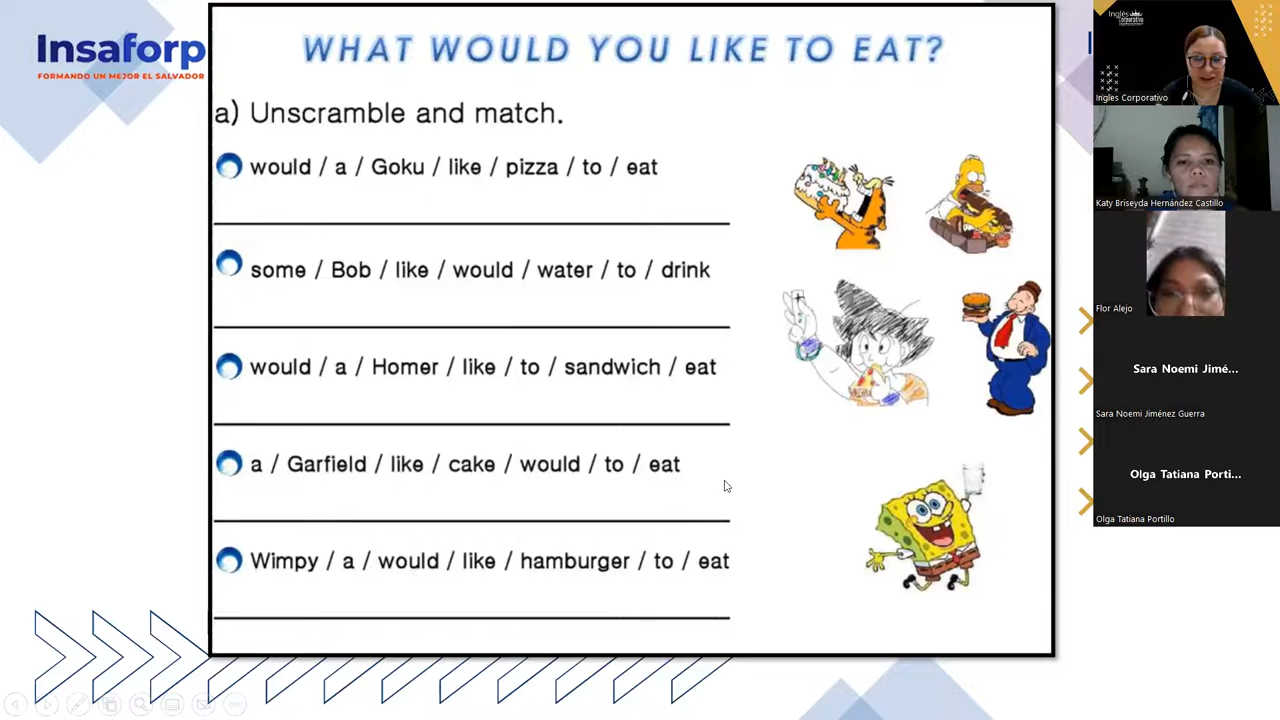 Insaforp
FORMANDO UN MEJOR EL SALVADOR
WHAT WOULD YOU LIKE TO EAT?
a) Unscramble and match.
would / a / Goku / like / pizza / to / eat
some / Bob / like / would / water / to / drink
would / a / Homer / like / to / sandwich / eat
a / Garfield / like / cake / would / to / eat
Wimpy / a / would / like / hamburger / to / eat
Inglés
Corporativo
Ingles Corporativo
Katy Briseyda Hernández Castillo
Flor Alejo
Sara Noemi Jimé...
Sara Noemi Jiménez Guerra
Olga Tatiana Porti...
Olga Tatiana Portillo